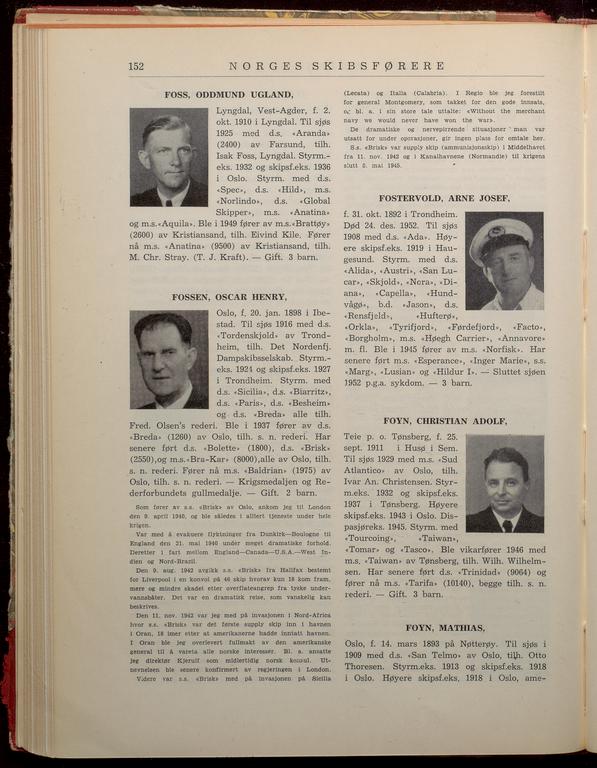 152
NORGES SKIBSFØRERE
FOSS, ODDMUND UGLAND,
Lyngdal, Vest-Agder, f. 2.
okt. 1910 i Lyngdal. Til sjøs
1925 med d.s. «Aranda»
(2400) av Farsund, tilh.
Isak Foss, Lyngdal. Styrm.-
eks. 1932 og skipsf.eks. 1936
i Oslo. Styrm. med d.s.
«Spec», d.s. «Hild», m.s.
«Norlindo», d.s. «Global
Skipper», m.s. «Anatina»
og m.s.«Aquila». Ble i 1949 fører av m.s.«Brattøy»
(2600) av Kristiansand, tilh. Eivind Kile. Fører
nå m.s. «Anatina» (9500) av Kristiansand, tilh.
M. Chr. Stray. (T. J. Kraft). — Gift. 3 barn.
FOSSEN, OSCAR HENRY,
Oslo, f. 20. jan. 1898 i Ibe-
stad. Til sjøs 1916 med d.s.
«Tordenskjold» av Trond-
heim, tilh. Det Nordenfj.
Dampskibsselskab. Styrm.-
eks. 1924 og skipsf.eks. 1927
i Trondheim. Styrm. med
d.s. «Sicilia», d.s. «Biarritz»,
d.s. «Paris», d.s. «Besheim»
og d.s. «Breda» alle tilh.
Fred. Olsen's rederi. Ble i 1937 fører av d.s.
«Breda» (1260) av Oslo, tilh. s. n. rederi. Har
senere ført d.s. «Bolette» (1800), d.s. «Brisk»
(2550),og m.s.«Bra-Kar» (8000),alle av Oslo, tilh.
s. n. rederi. Fører nå m.s. «Baldrian» (1975) av
Oslo, tilh. s. n. rederi. — Krigsmedaljen og Re-
derforbundets gullmedalje. — Gift. 2 barn.
Som fører av s.s. «Brisk» av Oslo, ankom jeg til London
den 9. april 1940, og ble således i alliert tjeneste under hele
krigen.
Var med å evakuere flyktninger fra Dunkirk—Boulogne til
England den 21. mai 1940 under meget dramatiske forhold.
Deretter i fart mellom England—Canada—U.S.A.—West In-
dien og Nord-Brazil.
Den 9. aug. 1942 avgikk s.s. «Brisk» fra Halifax bestemt
for Liverpool i en konvoi på 46 skip hvorav kun 18 kom fram,
mere og mindre skadet etter overflateangrep fra tyske under-
vannsbåter. Det var en dramatisk reise, som vanskelig kan
beskrives.
Den 11. nov. 1942 var jeg med på invasjonen i Nord-Africa
hvor s.s. «Brisk» var det første supply skip inn i havnen
i Oran, 18 imer etter at amerikanerne hadde inntatt havnen.
I Oran ble jeg overlevert fullmakt av den amerikanske
general til å vareta alle norske interesser. Bl. a. ansatte
jeg direktør Kjerulf som midlertidig norsk konsul. Ut-
nevnelsen ble senere konfirmert av regjeringen i London.
Videre var s.s. «Brisk» med på invasjonen på Sicilia
(Lecata) og Italia (Calabria). I Regio ble jeg forestilt
for general Montgomery, som takket for den gode innsats,
og bl. a. i sin store tale uttalte: «Without the merchant
navy we would never have won the war».
De dramatiske og nervepirrende situasjoner man var
utsatt for under operasjoner, gir ingen plass for omtale her.
S.s. «Brisk» var supply skip (ammunisjonsskip) i Middelhavet
fra 11. nov. 1942 og i Kanalhavnene (Normandie) til krigens
slutt 8. mai 1945.
FOSTERVOLD, ARNE JOSEF,
f. 31. okt. 1892 i Trondheim.
Død 24. des. 1952. Til sjøs
1908 med d.s. «Ada». Høy-
ere skipsf.eks. 1919 i Hau-
gesund. Styrm. med d.s.
«Alida», «Austri», «San Lu-
car», «Skjold», «Nera», «Di-
ana», «Capella», «Hund-
vågø», b.d. «Jason», d.s.
«Rensfjeld», «Hufterø»,
«Orkla», «Tyrifjord», «Førdefjord», «Facto»,
«Borgholm», m.s. «Høegh Carrier», «Annavore»
m. fl. Ble i 1945 fører av m.s. «Norfisk». Har
senere ført m.s. «Esperance», «Inger Marie», s.s.
«Marg», «Lusian» og «Hildur I». — Sluttet sjøen
1952 p.g.a. sykdom. — 3 barn.
FOYN, CHRISTIAN ADOLF,
Teie p. o. Tønsberg, f. 25.
sept. 1911 i Husø i Sem.
Til sjøs 1929 med m.s. «Sud
Atlantico» av Oslo, tilh.
Ivar An. Christensen. Styr-
m.eks. 1932 og skipsf.eks.
1937 i Tønsberg. Høyere
skipsf.eks. 1943 i Oslo. Dis-
pasjøreks. 1945. Styrm. med
«Tourcoing», «Taiwan»,
«Tomar» og «Tasco». Ble vikarfører 1946 med
m.s. «Taiwan» av Tønsberg, tilh. Wilh. Wilhelm-
sen. Har senere ført d.s. «Trinidad» (9064) og
fører nå m.s. «Tarifa» (10140), begge tilh. s. n.
rederi. — Gift. 3 barn.
FOYN, MATHIAS,
Oslo, f. 14. mars 1893 på Nøtterøy. Til sjøs i
1909 med d.s. «San Telmo» av Oslo, tilh. Otto
Thoresen. Styrm.eks. 1913 og skipsf.eks. 1918
i Oslo. Høyere skipsf.eks. 1918 i Oslo, ame-